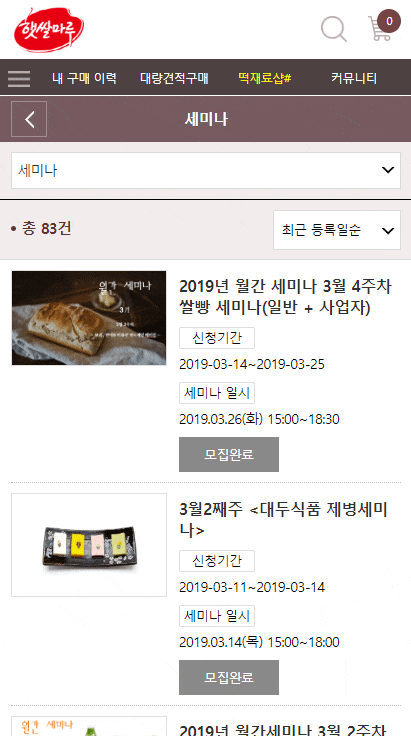 햇쌀마루
0
내 구매 이력
대량견적구매
떡재료샵#
커뮤니티
세미나
세미나
총 83건
최근 등록일순
월간 세미나
3월
2019년 월간 세미나 3월 4주차
쌀빵 세미나(일반 + 사업자)
신청기간
2019-03-14~2019-03-25
세미나 일시
2019.03.26(화) 15:00~18:30
모집완료
3월2째주 <대두식품 제병세미
나>
신청기간
2019-03-11~2019-03-14
세미나 일시
2019.03.14(목) 15:00~18:00
모집완료
월간 세미나
2019년 월간세미나 3월 2주차